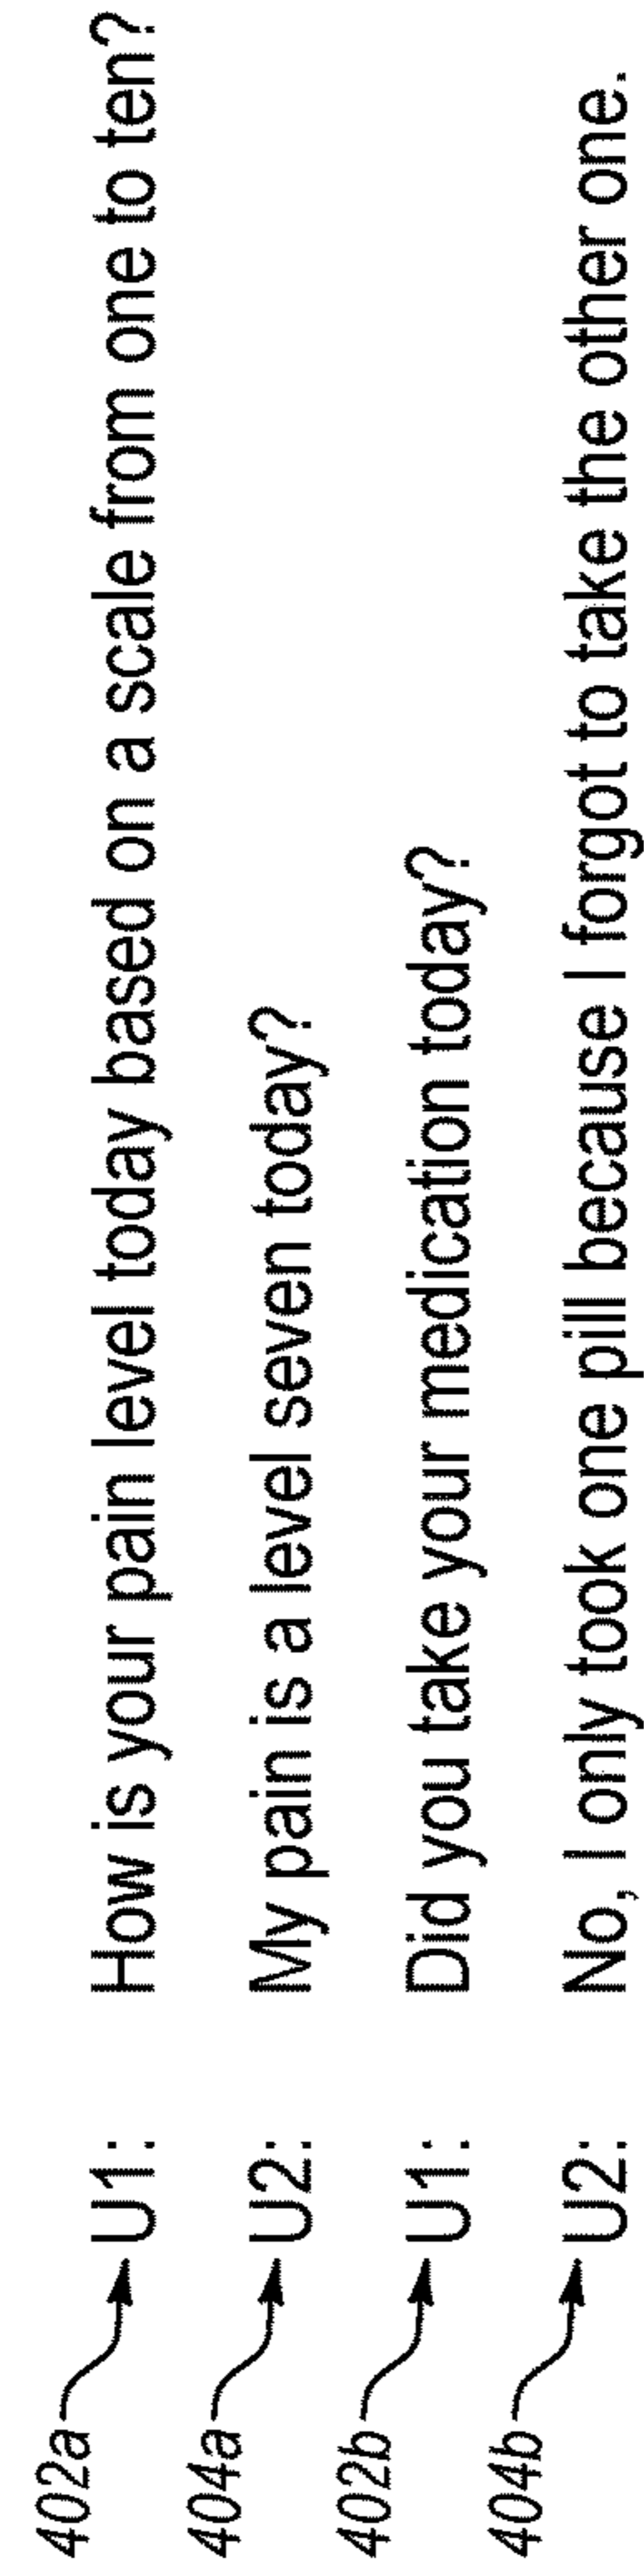 402a U1: How is your pain level today based on a scale from one to ten?
404a U2: My pain is a level seven today?
402b U1: Did you take your medication today?
404b U2: No, I only took one pill because I forgot to take the other one.